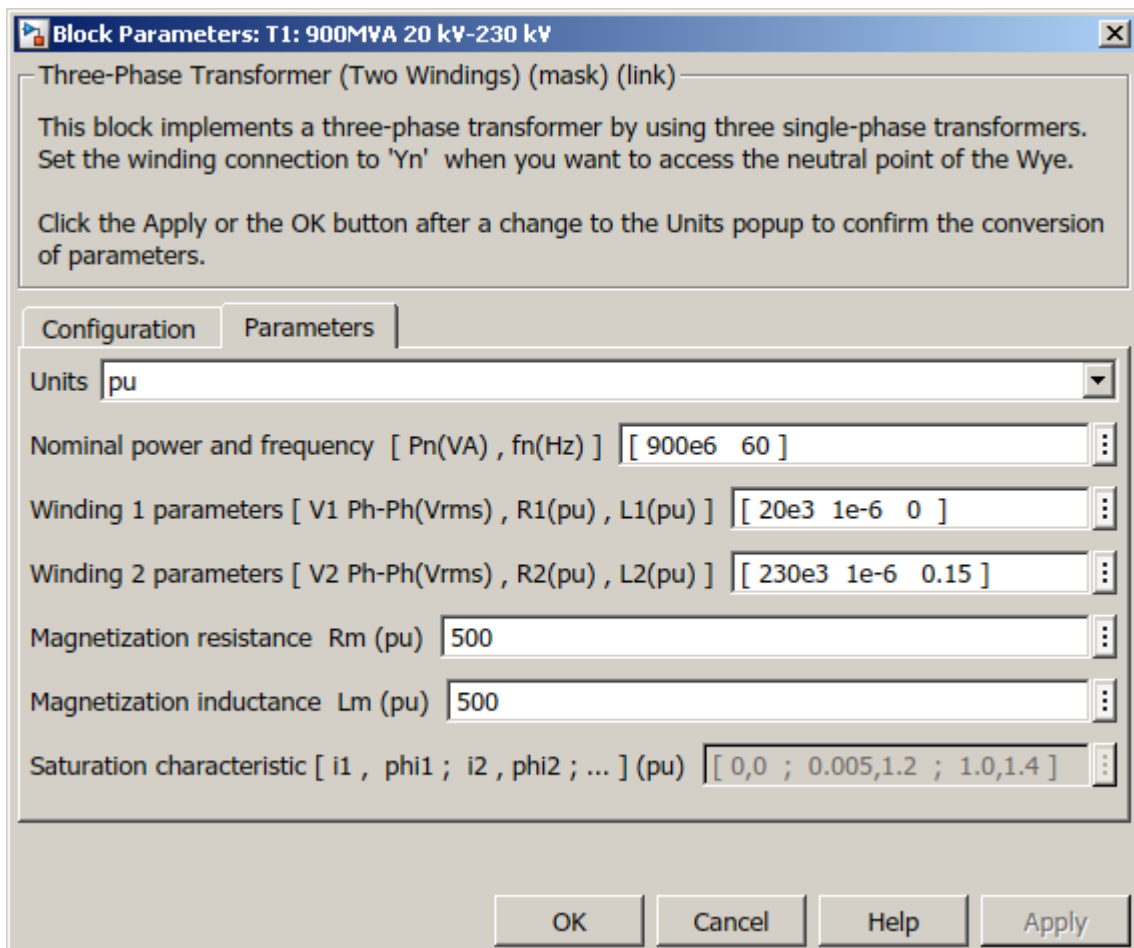 Block Parameters: T1: 900MVA 20 kV-230 kV
Three-Phase Transformer (Two Windings) (mask) (link)
This block implements a three-phase transformer by using three single-phase transformers.
Set the winding connection to 'Yn' when you want to access the neutral point of the Wye.
Click the Apply or the OK button after a change to the Units popup to confirm the conversion
of parameters.
Configuration Parameters
Units pu
Nominal power and frequency [ Pn(VA) , fn(Hz) ] [ 900e6 60 ]
Winding 1 parameters [ V1 Ph-Ph(Vrms) , R1(pu) , L1(pu) ] [ 20e3 1e-6 0 ]
Winding 2 parameters [ V2 Ph-Ph(Vrms) , R2(pu) , L2(pu) ] [ 230e3 1e-6 0.15 ]
Magnetization resistance Rm (pu) 500
Magnetization inductance Lm (pu) 500
Saturation characteristic [ i1 , phi1 ; i2 , phi2 ; ... ] (pu) [ 0,0 ; 0.005,1.2 ; 1.0,1.4 ]
OK Cancel Help Apply